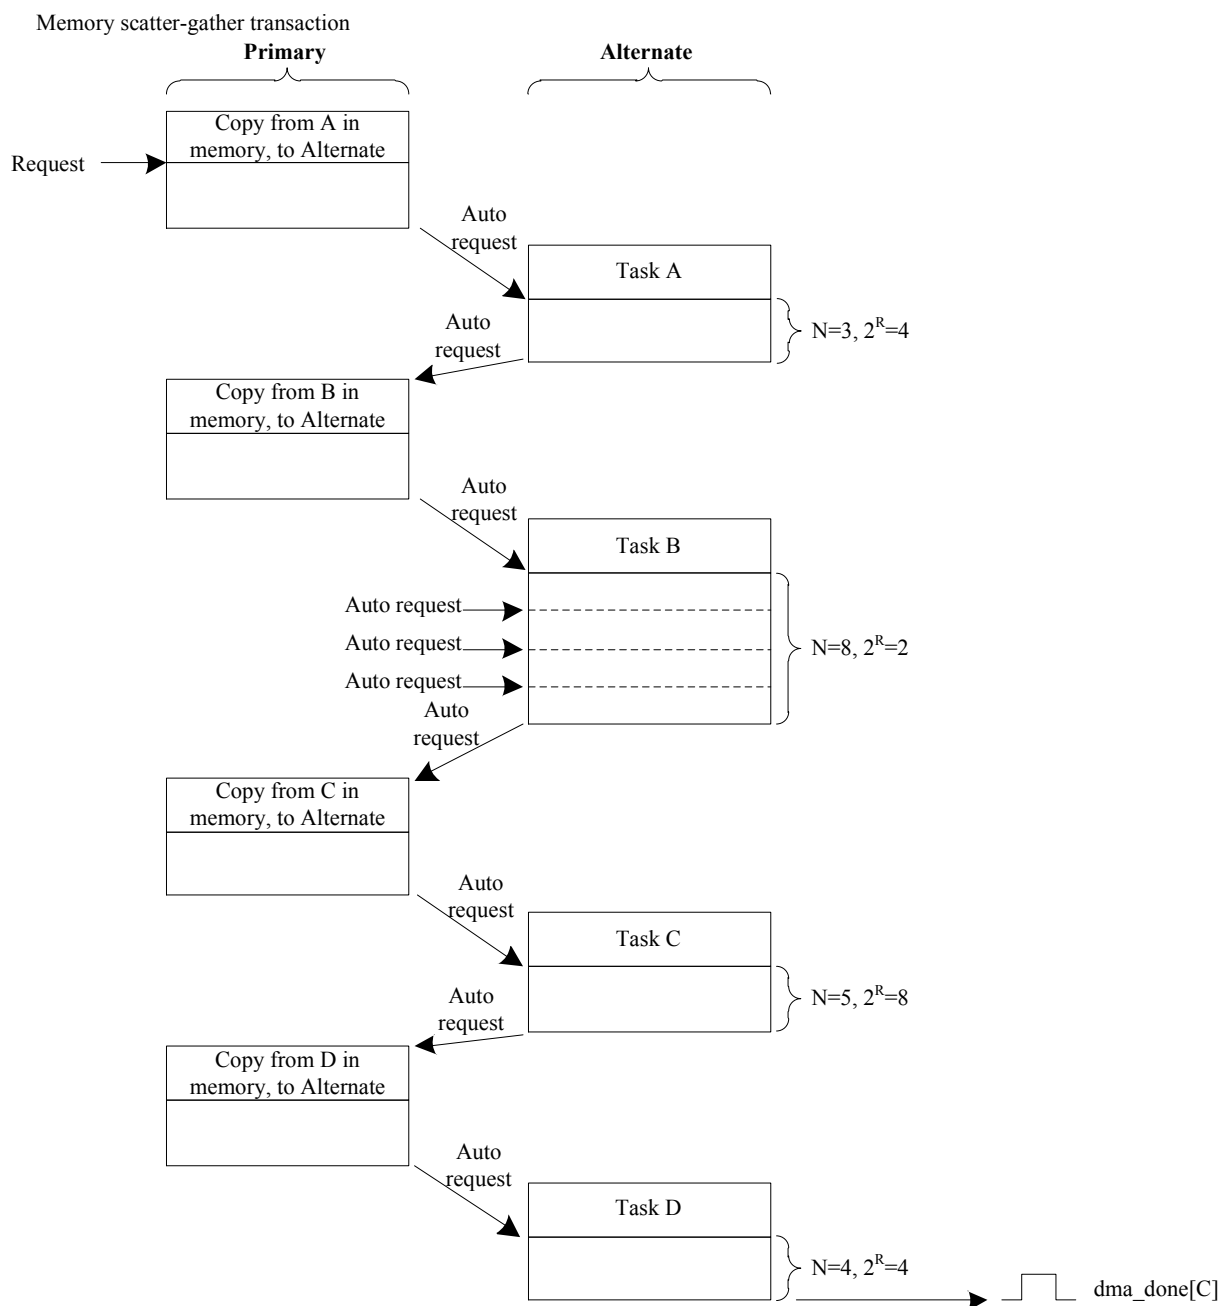 Memory scatter-gather transaction
Primary
Alternate
Copy from A in
memory, to Alternate
Request
Auto
request
Task A
N=3, 2^R=4
Auto
request
Copy from B in
memory, to Alternate
Auto
request
Task B
Auto request
Auto request
Auto request
N=8, 2^R=2
Auto
request
Copy from C in
memory, to Alternate
Auto
request
Task C
N=5, 2^R=8
Auto
request
Copy from D in
memory, to Alternate
Auto
request
Task D
N=4, 2^R=4
dma_done[C]